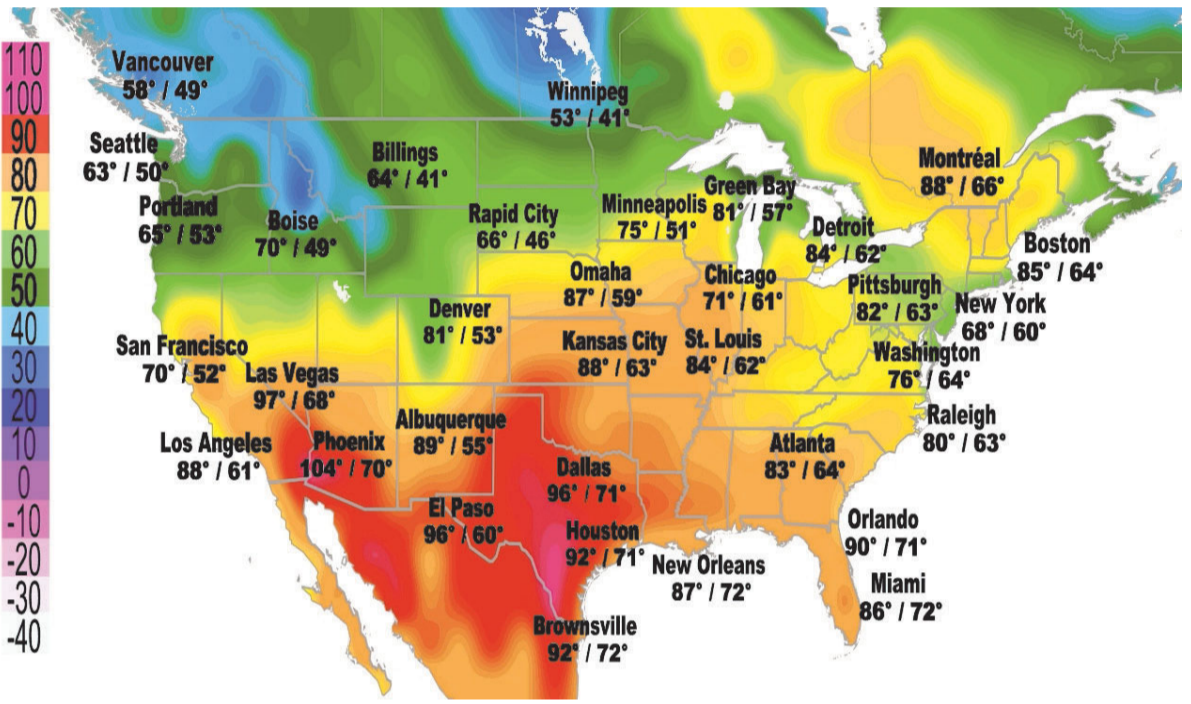 110
100
90
80
70
60
50
40
30
20
10
0
-10
-20
-30
-40
Vancouver
58° / 49°
Winnipeg
53° / 41°
Seattle
63° / 50°
Billings
64° / 41°
Montréal
88° / 66°
Portland
65° / 53°
Boise
70° / 49°
Rapid City
66° / 46°
Minneapolis
75° / 51°
Green Bay
81° / 57°
Detroit
84° / 62°
Boston
85° / 64°
Omaha
87° / 59°
Chicago
71° / 61°
Pittsburgh
82° / 63°
New York
68° / 60°
Denver
81° / 53°
San Francisco
70° / 52°
Las Vegas
97° / 68°
Kansas City
88° / 63°
St. Louis
84° / 62°
Washington
76° / 64°
Los Angeles
88° / 61°
Phoenix
104° / 70°
Albuquerque
89° / 55°
Atlanta
83° / 64°
Raleigh
80° / 63°
Dallas
96° / 71°
El Paso
96° / 60°
Houston
92° / 71°
New Orleans
87° / 72°
Orlando
90° / 71°
Miami
86° / 72°
Brownsville
92° / 72°